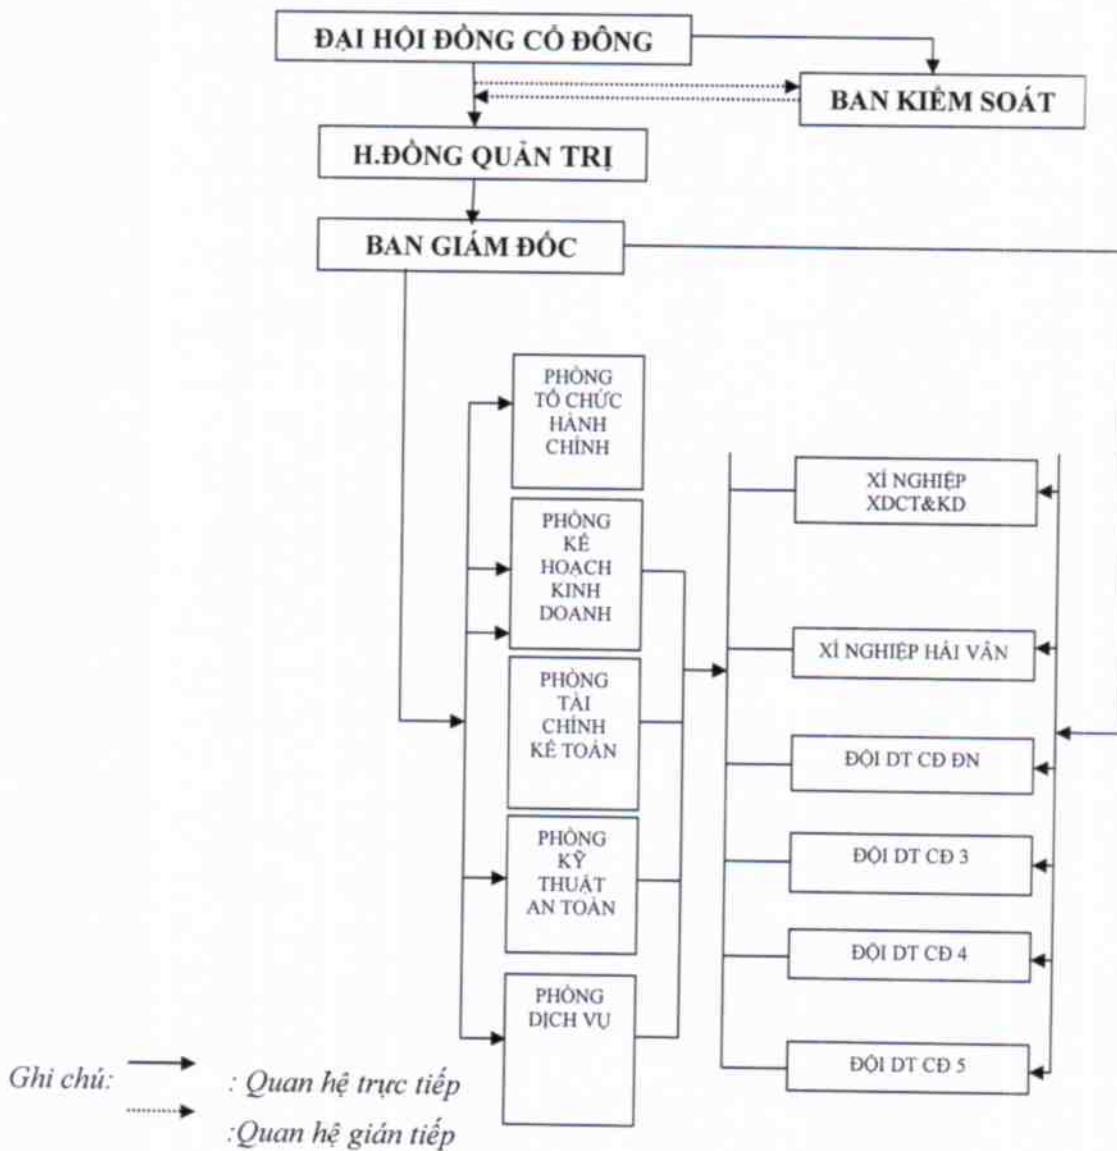 ĐẠI HỘI ĐỒNG CỔ ĐÔNG
BAN KIỂM SOÁT
H.ĐỒNG QUẢN TRỊ
BAN GIÁM ĐỐC
PHÒNG
TỔ CHỨC
HÀNH
CHÍNH
PHÒNG
KẾ
HOẠCH
KINH
DOANH
PHÒNG
TÀI
CHÍNH
KẾ TOÁN
PHÒNG
KỸ
THUẬT
AN TOÀN
PHÒNG
DỊCH VỤ
XÍ NGHIỆP
XDCT&KD
XÍ NGHIỆP HẢI VÂN
ĐỘI DT CĐ ĐN
ĐỘI DT CĐ 3
ĐỘI DT CĐ 4
ĐỘI DT CĐ 5
Ghi chú: : Quan hệ trực tiếp
:Quan hệ gián tiếp